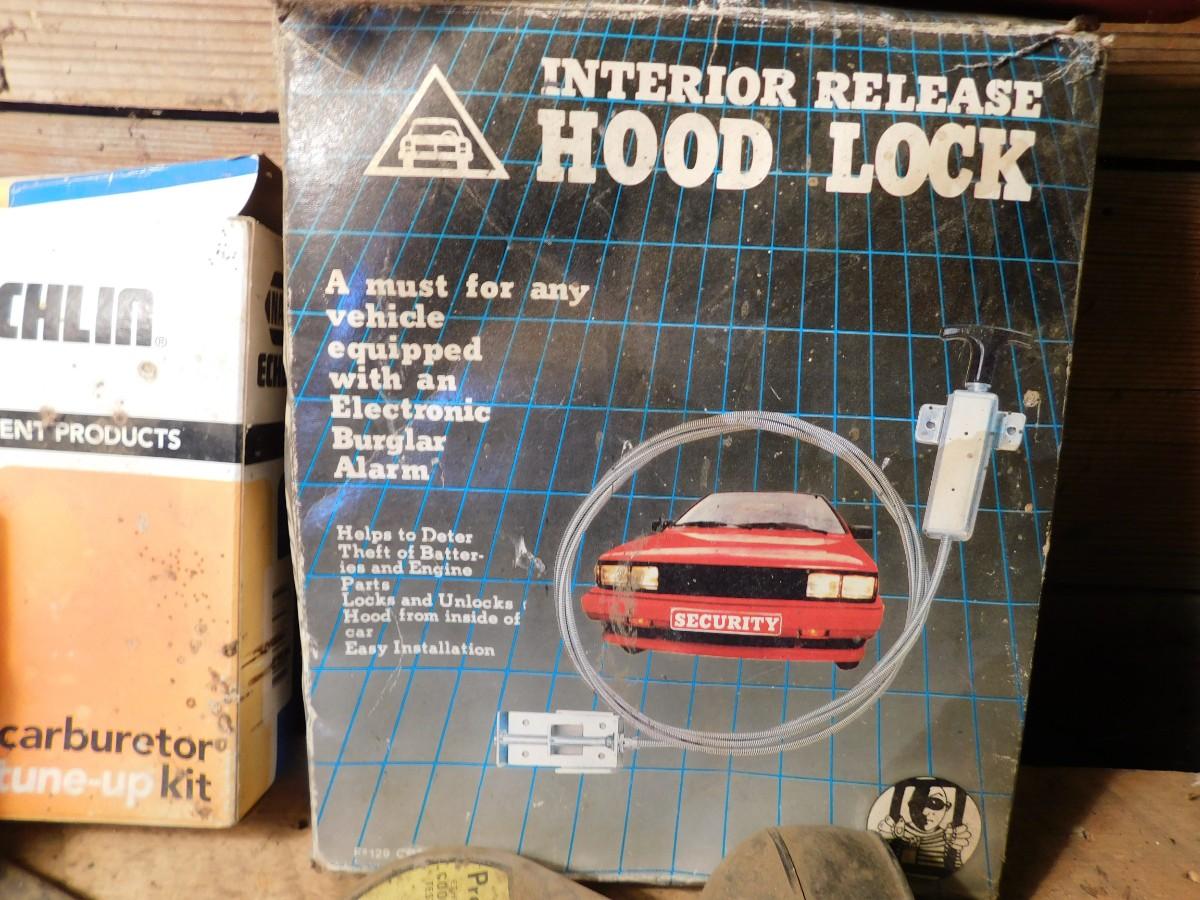 INTERIOR RELEASE
HOOD LOCK
A must for any
vehicle
equipped
with an
Electronic
Burglar
Alarm
Helps to Deter
Theft of Batter-
ies and Engine
Parts
Locks and Unlocks
Hood from inside of
car
Easy Installation
SECURITY
CHLIN®
ENT PRODUCTS
carburetor
tune-up kit